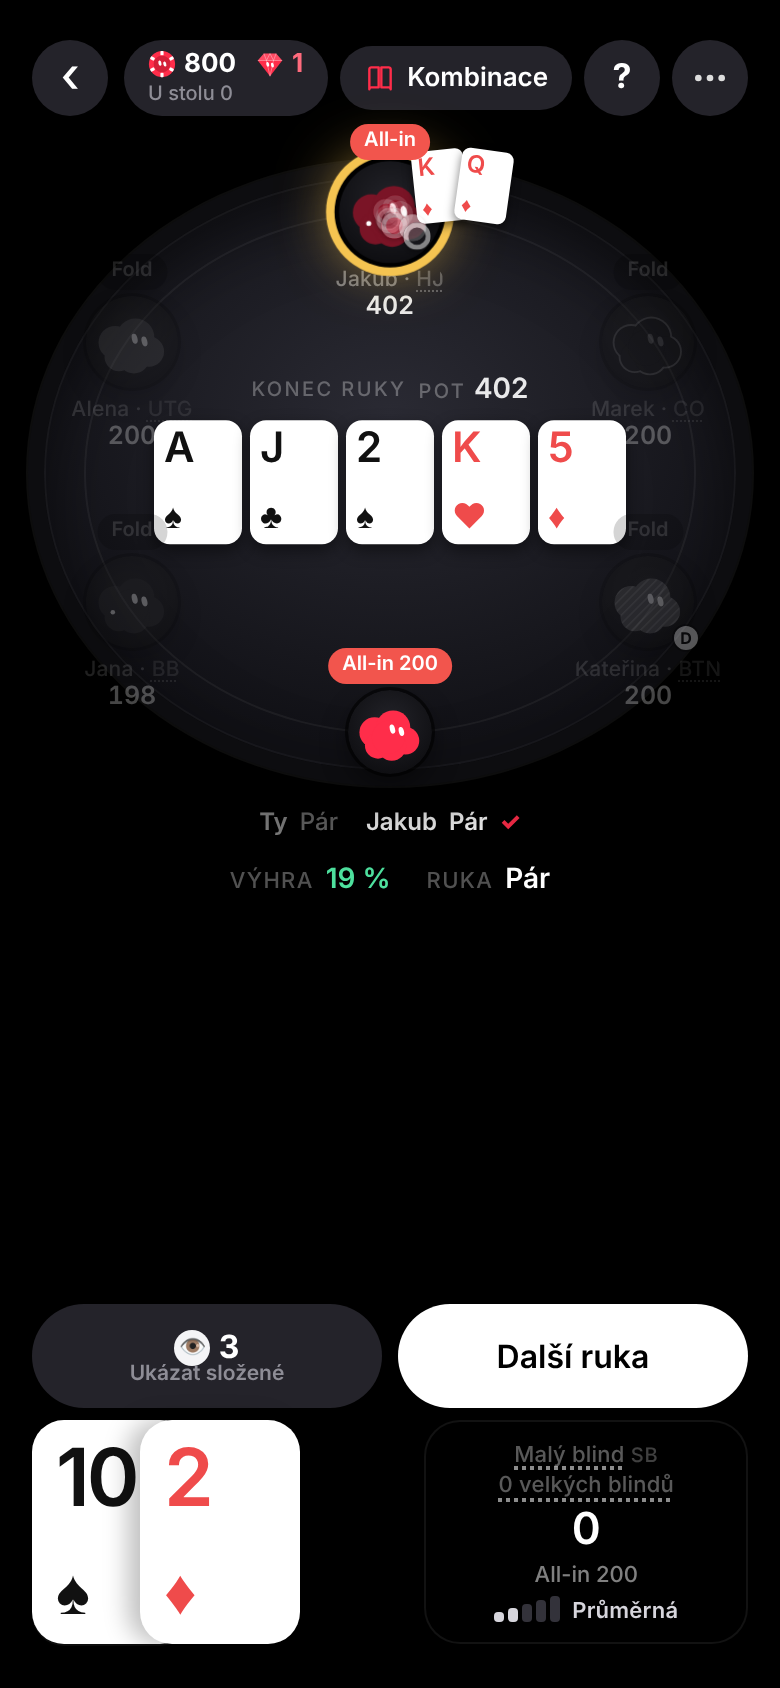 800 1
U stolu 0
Kombinace
?
All-in
K Q
Jakub · HJ
402
Fold
Fold
Alena · UTG
200
Marek · CO
200
KONEC RUKY POT 402
A J 2 K 5
Fold
Fold
D
Jana · BB
198
Kateřina · BTN
200
All-in 200
Ty Pár Jakub Pár
VÝHRA 19 % RUKA Pár
3
Ukázat složené
Další ruka
10 2
Malý blind SB
0 velkých blindů
0
All-in 200
Průměrná